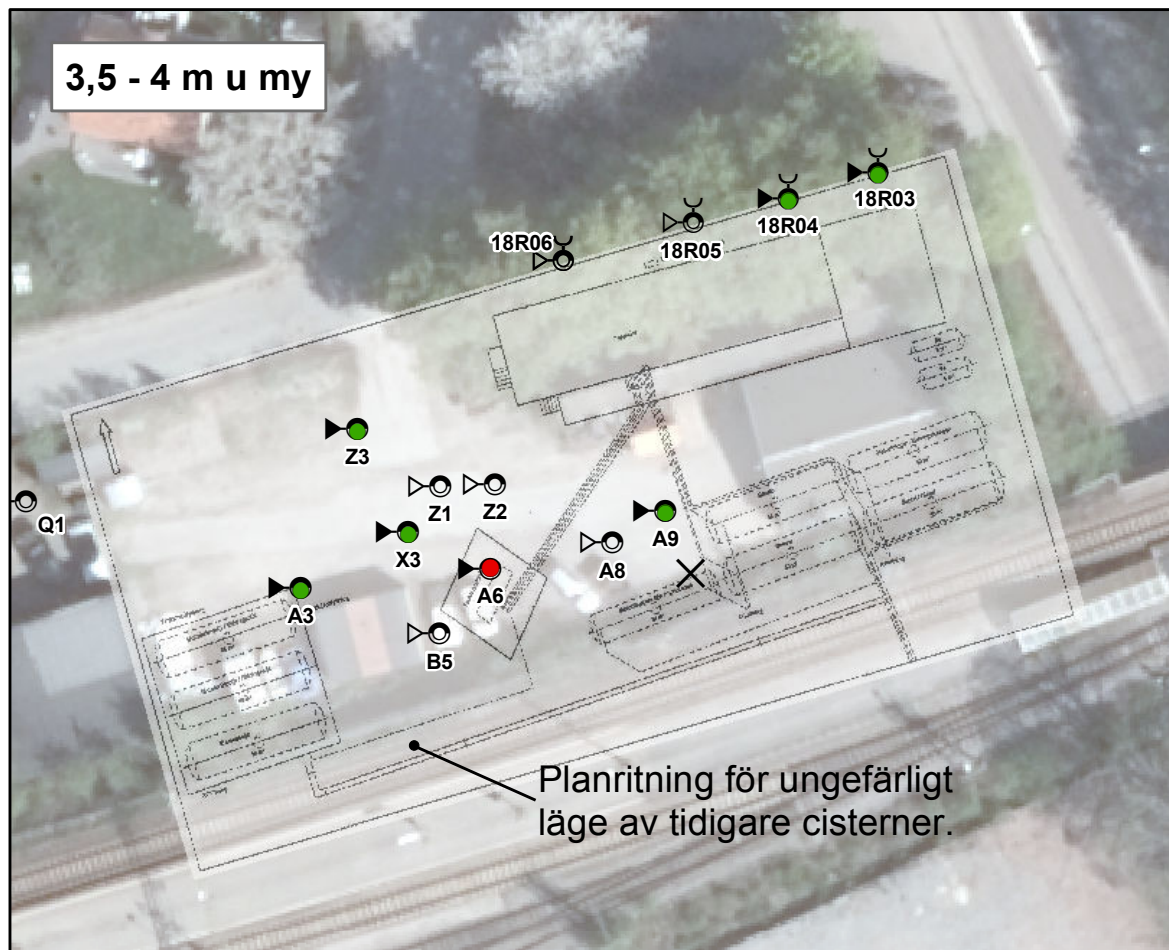 3,5 - 4 m u my
18R03
18R04
18R05
18R06
Z3
Z1
Z2
Q1
X3
A9
A8
A6
A3
B5
Planritning för ungefärligt
läge av tidigare cisterner.